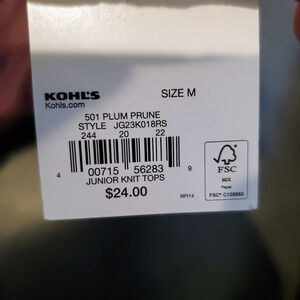 KOHL'S SIZE M
Kohls.com
501 PLUM PRUNE
STYLE JG23K018RS
244 20 22
4 00715 56283 9
JUNIOR KNIT TOPS
$24.00
RPI14
FSC
MIX
Paper
FSC® C128882